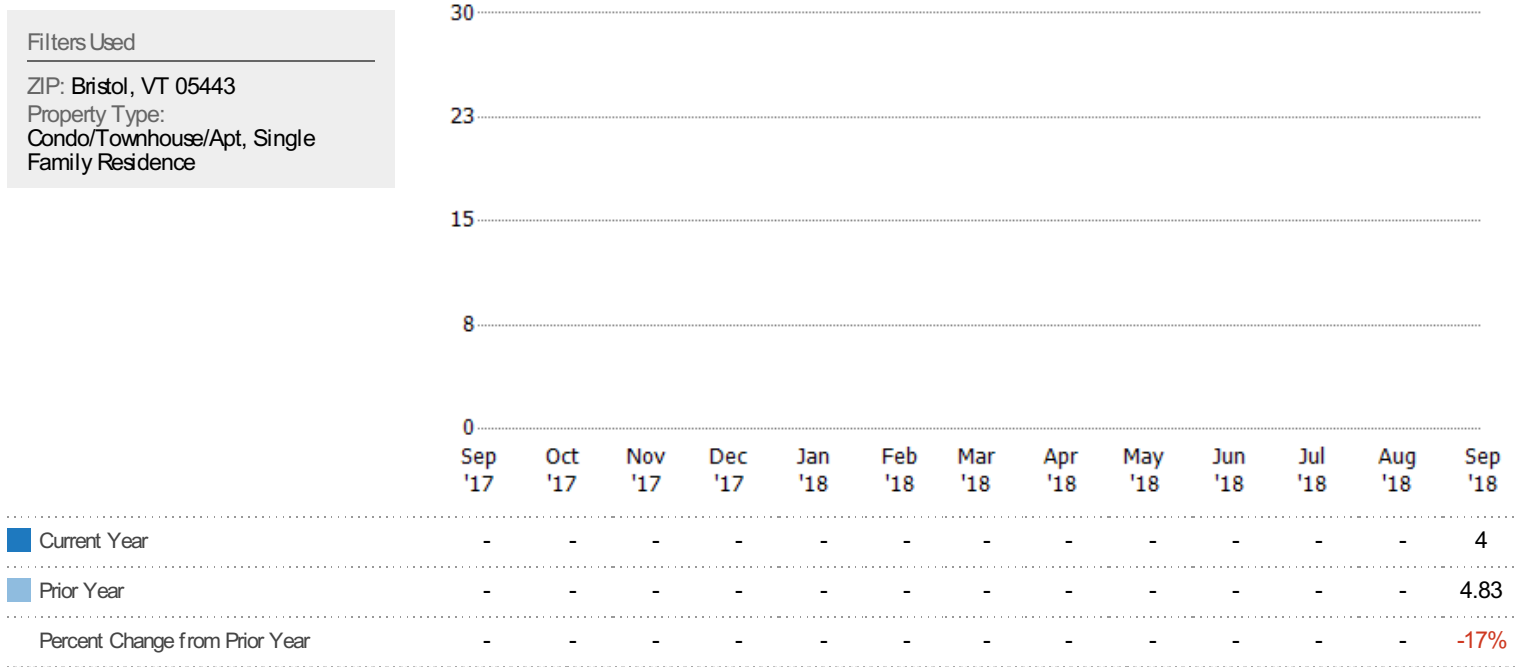 Filters Used
ZIP: Bristol, VT 05443
Property Type:
Condo/Townhouse/Apt, Single
Family Residence
30
23
15
8
0
Sep Oct Nov Dec Jan Feb Mar Apr May Jun Jul Aug Sep
'17 '17 '17 '17 '18 '18 '18 '18 '18 '18 '18 '18 '18
Current Year - - - - - - - - - - - - 4
Prior Year - - - - - - - - - - - - 4.83
Percent Change from Prior Year - - - - - - - - - - - - -17%